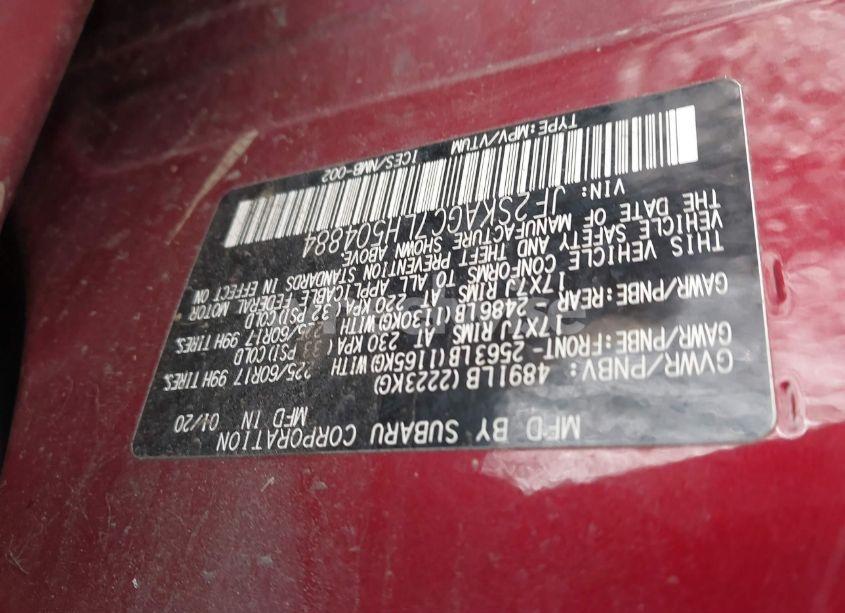 MFD BY SUBARU CORPORATION
MFD IN 01/20
GVWR/PNBV: 4891LB(2223KG)
GAWR/PNBE:FRONT-2563LB(1165KG)WITH 225/60R17 99H TIRES,
17X7J RIMS AT 230 KPA(33 PSI)COLD
GAWR/PNBE:REAR 2486LB(1130KG)WITH 225/60R17 99H TIRES,
17X7J RIMS AT 220 KPA(32 PSI)COLD
THIS VEHICLE CONFORMS TO ALL APPLICABLE FEDERAL MOTOR
VEHICLE SAFETY AND THEFT PREVENTION STANDARDS IN EFFECT ON
THE DATE OF MANUFACTURE SHOWN ABOVE.
VIN: JF2SKAGC7LH504884
TYPE:MPV/VTUM ICES/NMB-002